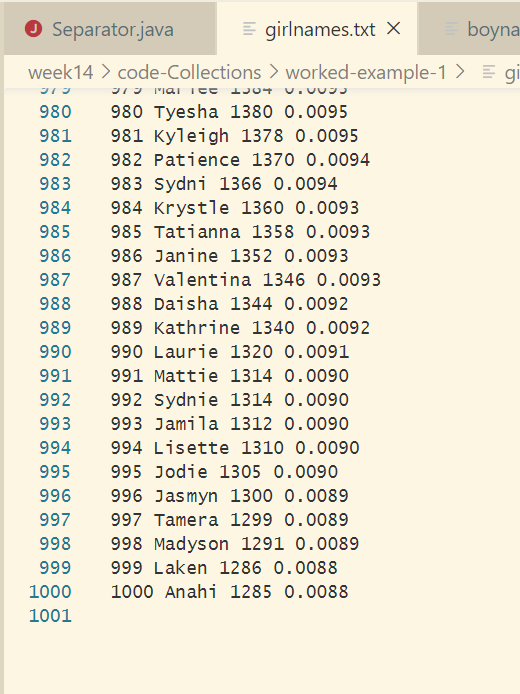 J Separator.java girlnames.txt × boyna
week14 > code-Collections > worked-example-1 > gi
980 980 Tyesha 1380 0.0095
981 981 Kyleigh 1378 0.0095
982 982 Patience 1370 0.0094
983 983 Sydni 1366 0.0094
984 984 Krystle 1360 0.0093
985 985 Tatianna 1358 0.0093
986 986 Janine 1352 0.0093
987 987 Valentina 1346 0.0093
988 988 Daisha 1344 0.0092
989 989 Kathrine 1340 0.0092
990 990 Laurie 1320 0.0091
991 991 Mattie 1314 0.0090
992 992 Sydnie 1314 0.0090
993 993 Jamila 1312 0.0090
994 994 Lisette 1310 0.0090
995 995 Jodie 1305 0.0090
996 996 Jasmyn 1300 0.0089
997 997 Tamera 1299 0.0089
998 998 Madyson 1291 0.0089
999 999 Laken 1286 0.0088
1000 1000 Anahi 1285 0.0088
1001